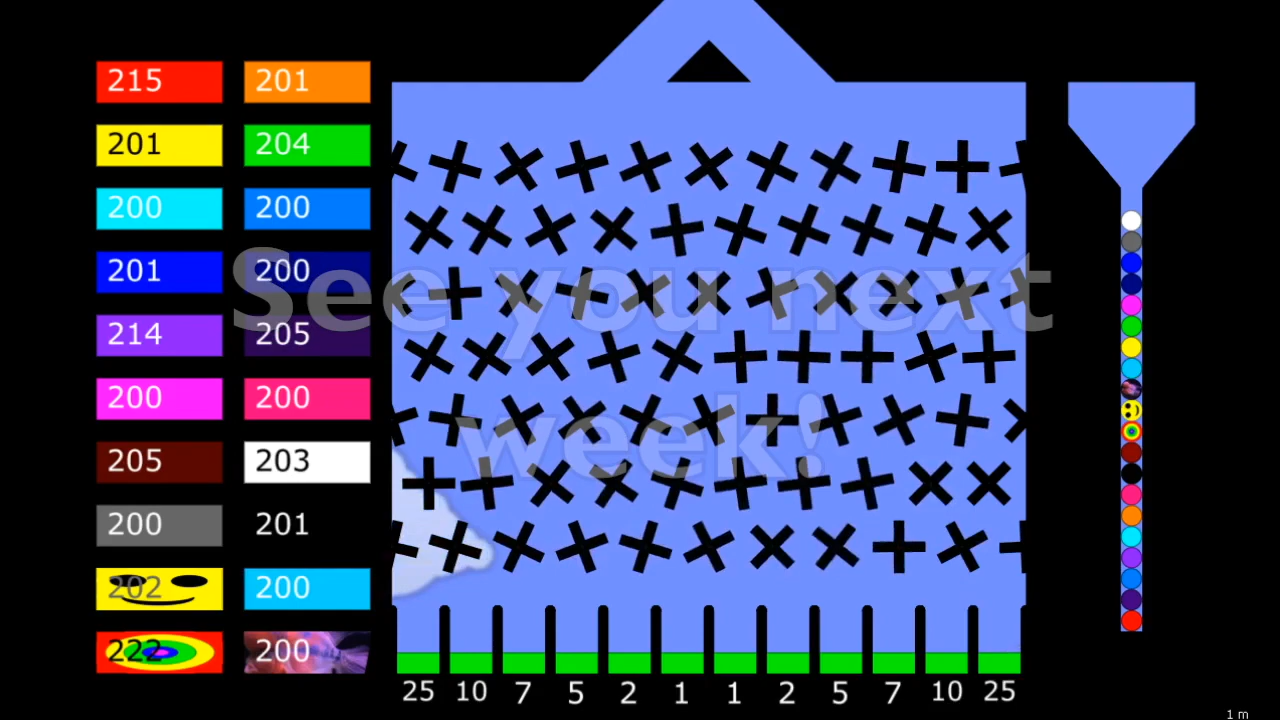 215 201
201 204
200 200
201 200
214 205
200 200
205 203
200 201
202 200
222 200
See you next
week!
25 10 7 5 2 1 1 2 5 7 10 25
1 m